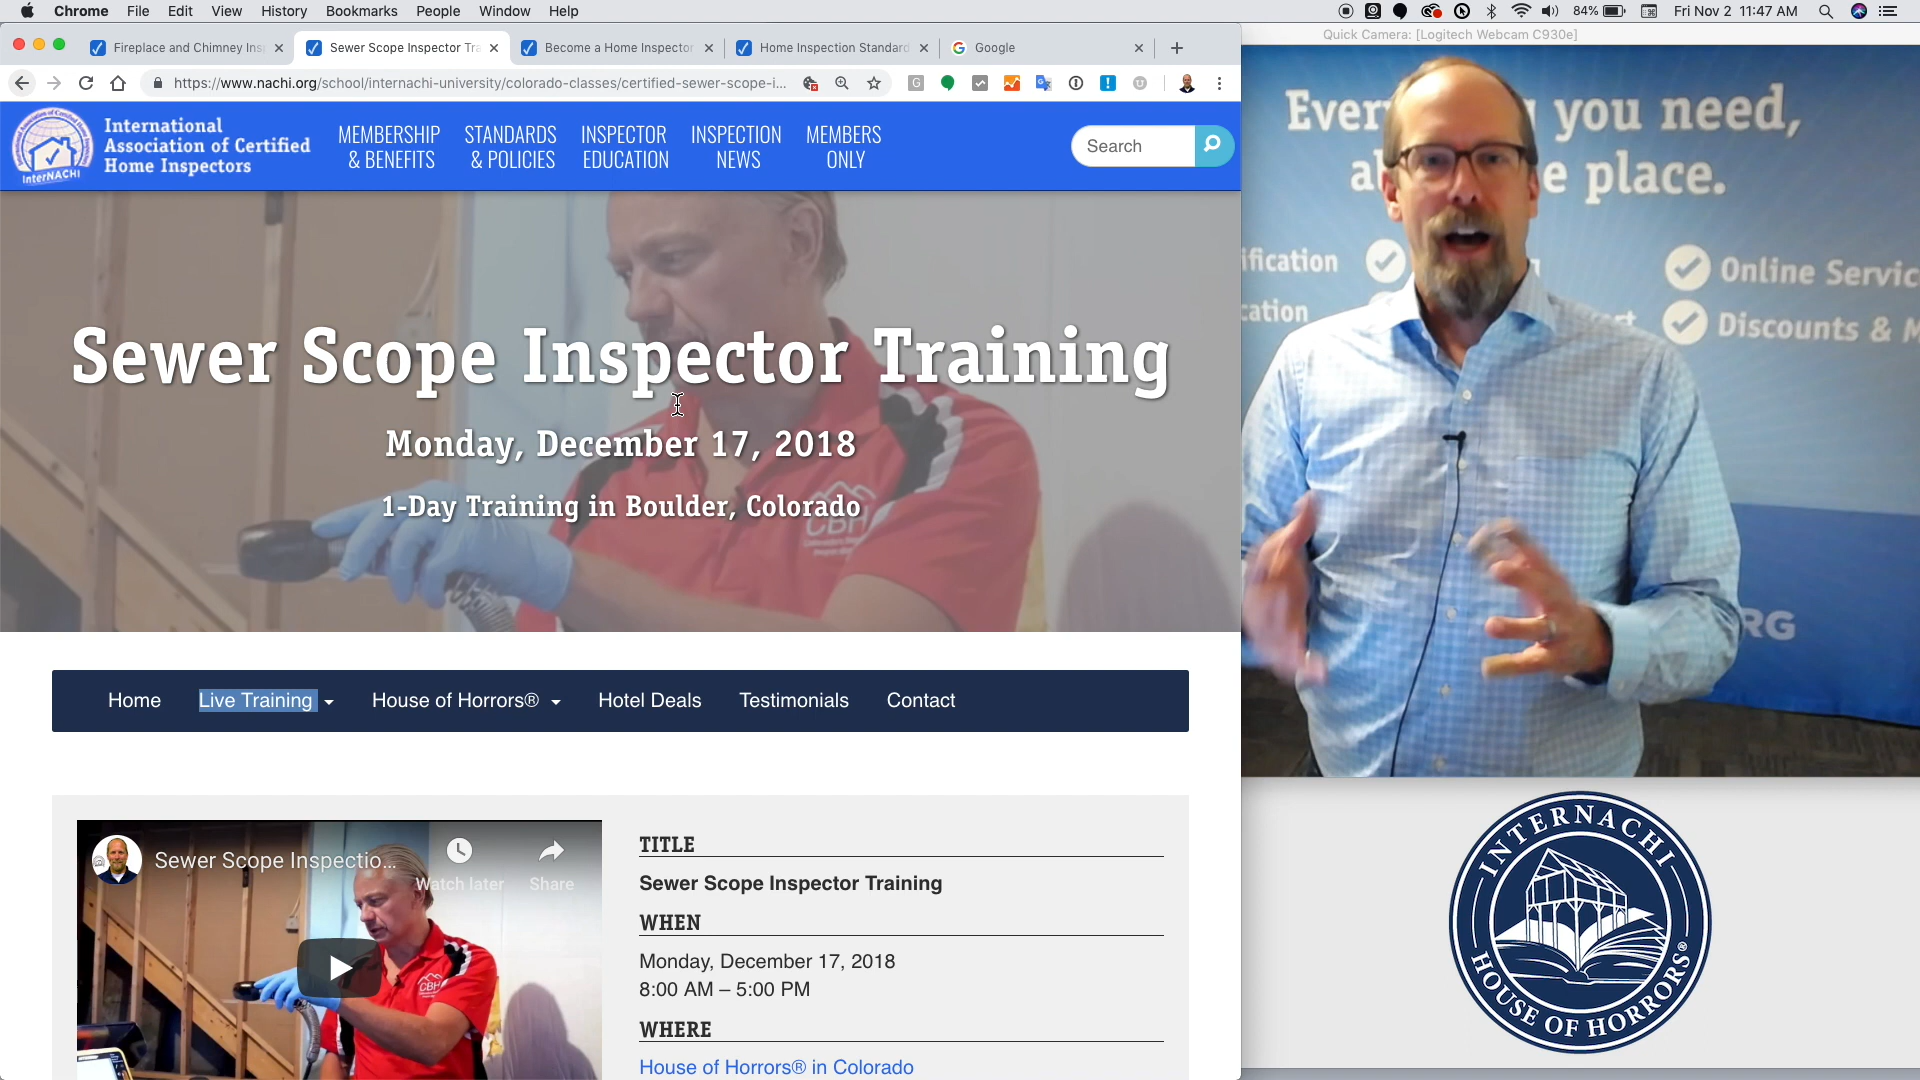 Chrome File Edit View History Bookmarks People Window Help
84% Fri Nov 2 11:47 AM
Quick Camera: [Logitech Webcam C930e]
Fireplace and Chimney Ins
Sewer Scope Inspector Tra
Become a Home Inspector
Home Inspection Standard
Google
https://www.nachi.org/school/internachi-university/colorado-classes/certified-sewer-scope-i...
International
Association of Certified
Home Inspectors
InterNACHI
MEMBERSHIP
& BENEFITS
STANDARDS
& POLICIES
INSPECTOR
EDUCATION
INSPECTION
NEWS
MEMBERS
ONLY
Search
Sewer Scope Inspector Training
Monday, December 17, 2018
1-Day Training in Boulder, Colorado
CBH
Home Live Training House of Horrors® Hotel Deals Testimonials Contact
Sewer Scope Inspectio...
Watch later Share
CBH
TITLE
Sewer Scope Inspector Training
WHEN
Monday, December 17, 2018
8:00 AM – 5:00 PM
WHERE
House of Horrors® in Colorado
you need,
place.
Online Servic
Discounts & M
RG
INTERNACHI
HOUSE OF HORRORS®